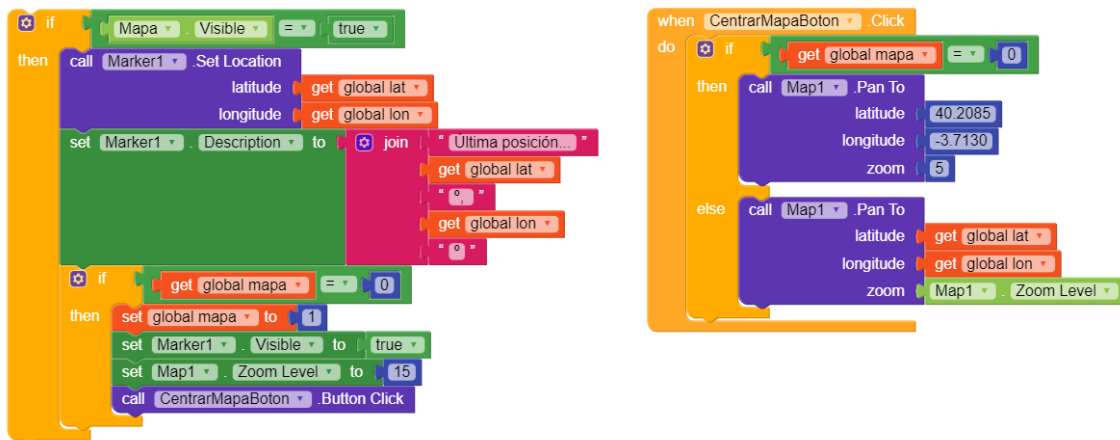 if Mapa . Visible = true
then call Marker1 .Set Location
latitude get global lat
longitude get global lon
set Marker1 . Description to join " Última posición... "
get global lat
" º, "
get global lon
" º "
if get global mapa = 0
then set global mapa to 1
set Marker1 . Visible to true
set Map1 . Zoom Level to 15
call CentrarMapaBoton .Button Click
when CentrarMapaBoton .Click
do if get global mapa = 0
then call Map1 .Pan To
latitude 40.2085
longitude -3.7130
zoom 5
else call Map1 .Pan To
latitude get global lat
longitude get global lon
zoom Map1 . Zoom Level